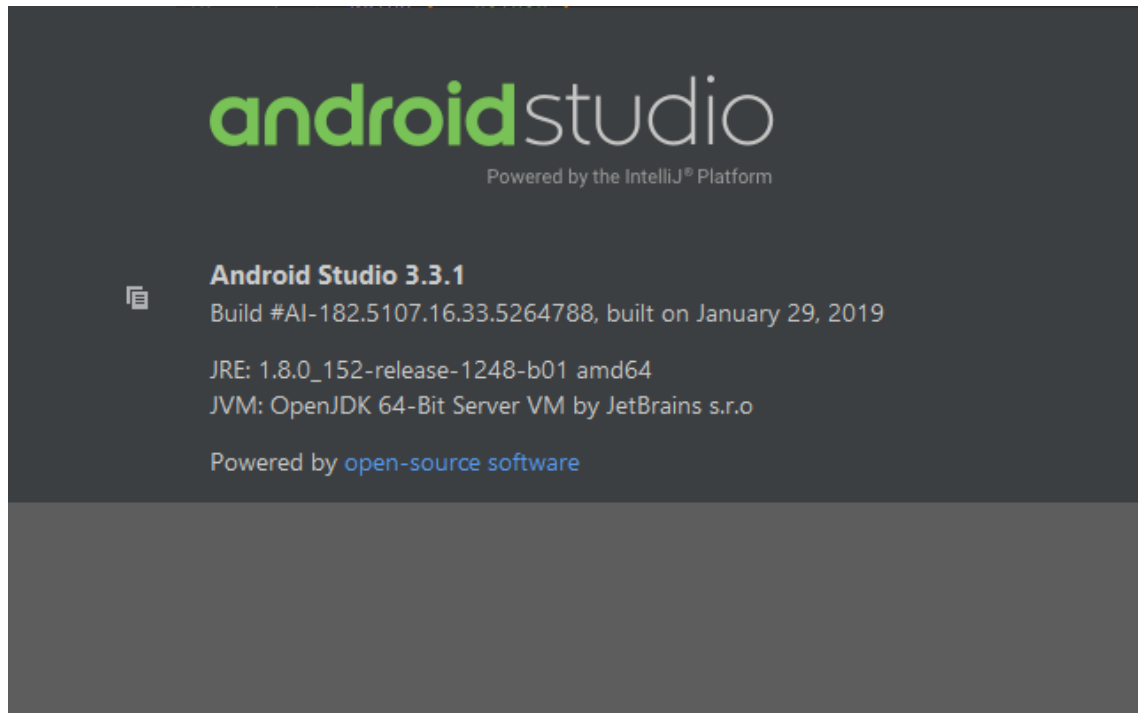 androidstudio
Powered by the IntelliJ® Platform
Android Studio 3.3.1
Build #AI-182.5107.16.33.5264788, built on January 29, 2019
JRE: 1.8.0_152-release-1248-b01 amd64
JVM: OpenJDK 64-Bit Server VM by JetBrains s.r.o
Powered by open-source software